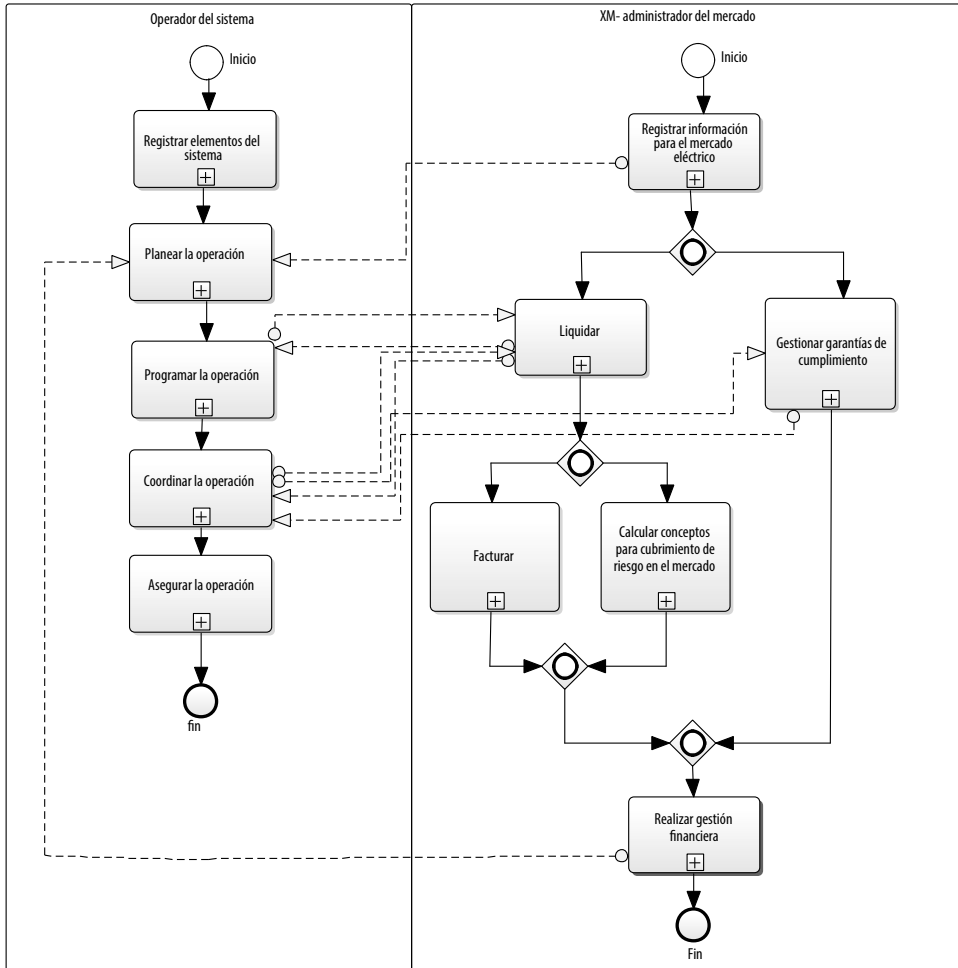 Operador del sistema
Inicio
Registrar elementos del
sistema
Planear la operación
Programar la operación
Coordinar la operación
Asegurar la operación
fin
XM- administrador del mercado
Inicio
Registrar información
para el mercado
eléctrico
Liquidar
Gestionar garantías de
cumplimiento
Facturar
Calcular conceptos
para cubrimiento de
riesgo en el mercado
Realizar gestión
financiera
Fin